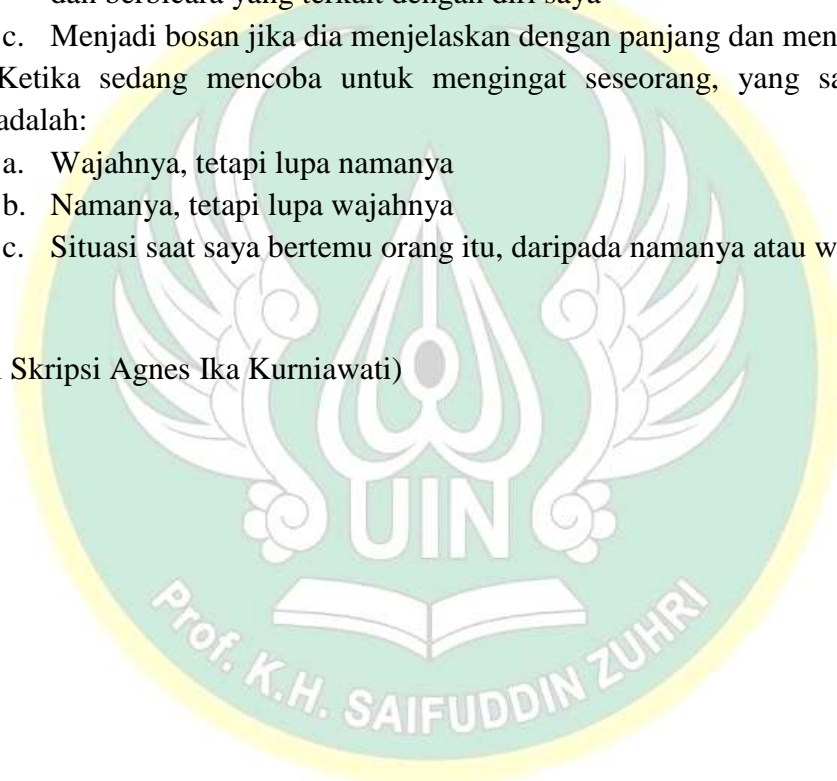 dan berbicara yang terkait dengan diri saya
c. Menjadi bosan jika dia menjelaskan dengan panjang dan
Ketika sedang mencoba untuk mengingat seseorang, yang
adalah:
a. Wajahnya, tetapi lupa namanya
b. Namanya, tetapi lupa wajahnya
c. Situasi saat saya bertemu orang itu, daripada namanya atau
Skripsi Agnes Ika Kurniawati)
UIN
Prof. K.H. SAIFUDDIN ZUHRI